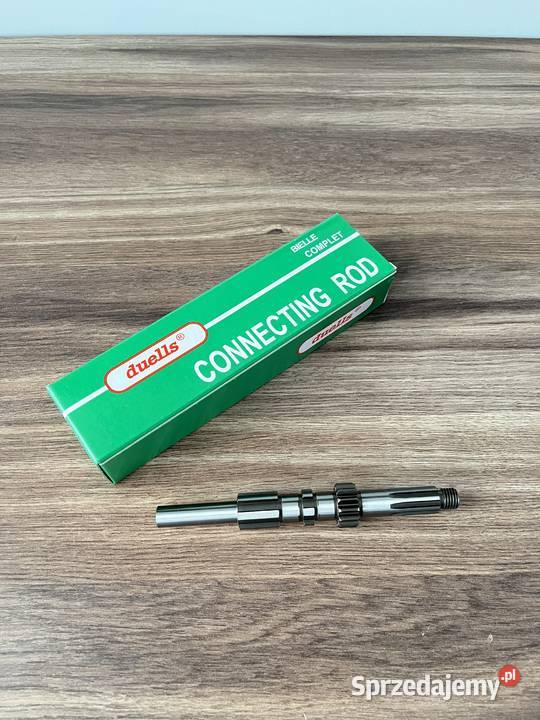 BIELLE
COMPLET
duells®
CONNECTING ROD
duells®
Sprzedajemy.pl